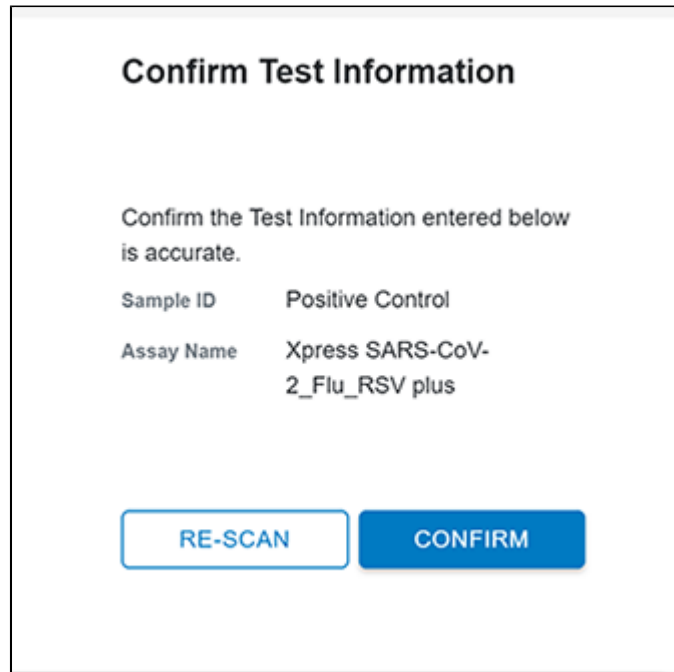 Confirm Test Information
Confirm the Test Information entered below
is accurate.
Sample ID Positive Control
Assay Name Xpress SARS-CoV-
2_Flu_RSV plus
RE-SCAN CONFIRM